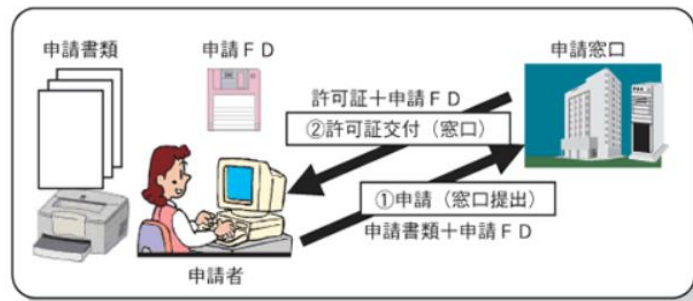 申請書類
申請ＦＤ
申請窓口
許可証＋申請ＦＤ
②許可証交付（窓口）
①申請（窓口提出）
申請書類＋申請ＦＤ
申請者